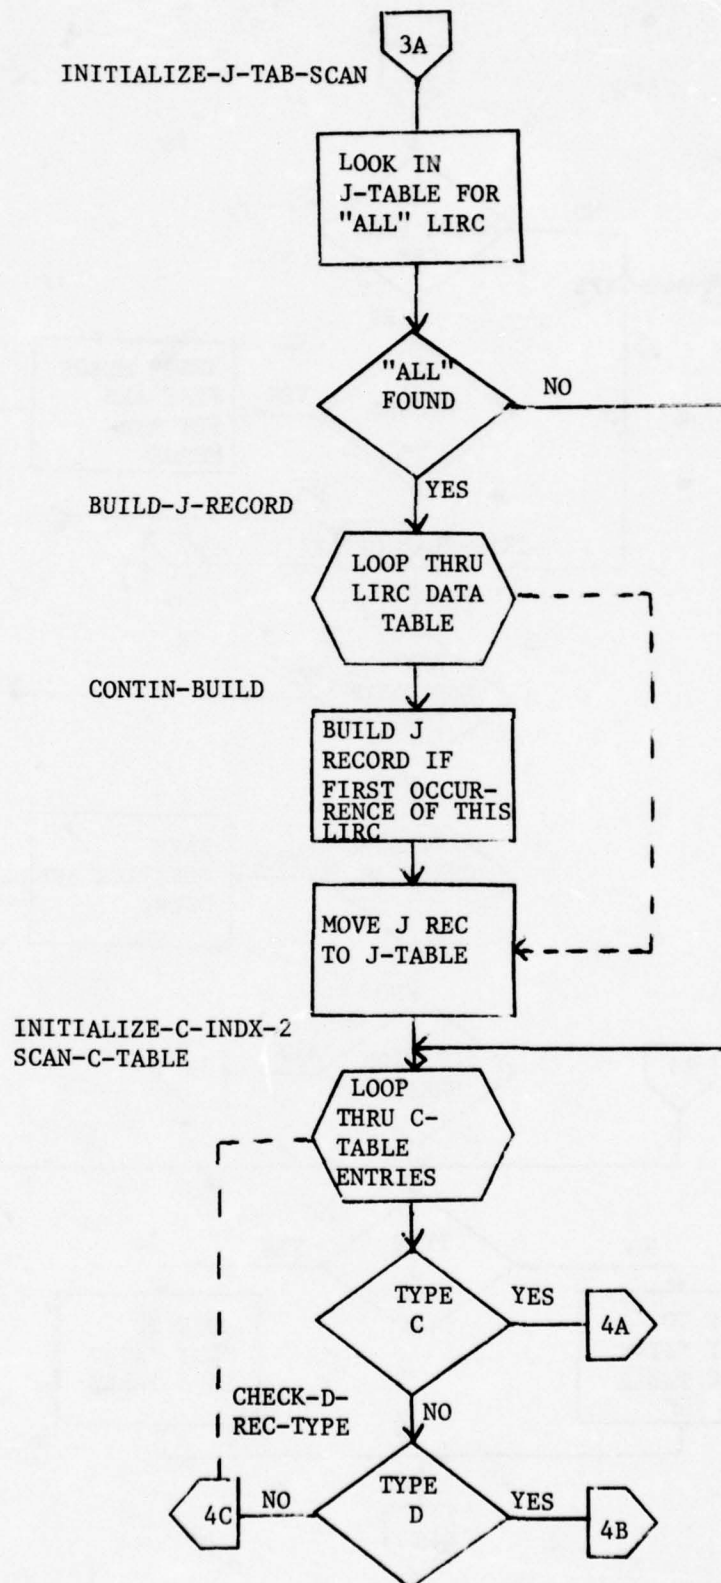 3A
INITIALIZE-J-TAB-SCAN
LOOK IN
J-TABLE FOR
"ALL" LIRC
"ALL"
FOUND
NO
YES
BUILD-J-RECORD
LOOP THRU
LIRC DATA
TABLE
CONTIN-BUILD
BUILD J
RECORD IF
FIRST OCCUR-
RENCE OF THIS
LIRC
MOVE J REC
TO J-TABLE
INITIALIZE-C-INDX-2
SCAN-C-TABLE
LOOP
THRU C-
TABLE
ENTRIES
TYPE
C
YES
4A
CHECK-D-
REC-TYPE
NO
4C
NO
TYPE
D
YES
4B